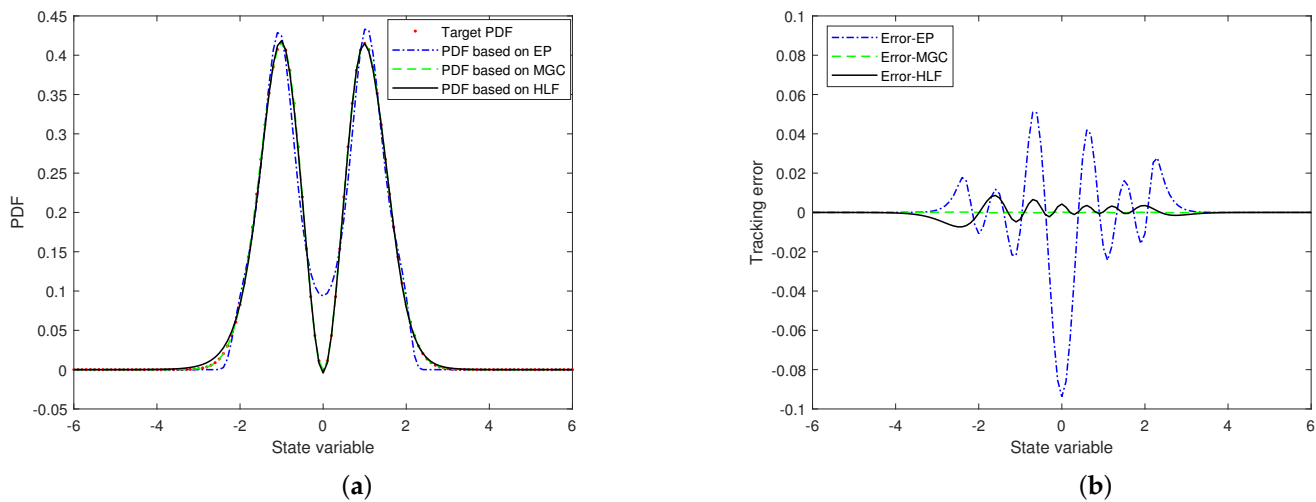 0.45
0.4
0.35
0.3
0.25
0.2
0.15
0.1
0.05
0
-0.05
PDF
-6
-4
-2
0
2
4
6
State variable
Target PDF
PDF based on EP
PDF based on MGC
PDF based on HLF
(a)
0.1
0.08
0.06
0.04
0.02
0
-0.02
-0.04
-0.06
-0.08
-0.1
Tracking error
-6
-4
-2
0
2
4
6
State variable
Error-EP
Error-MGC
Error-HLF
(b)